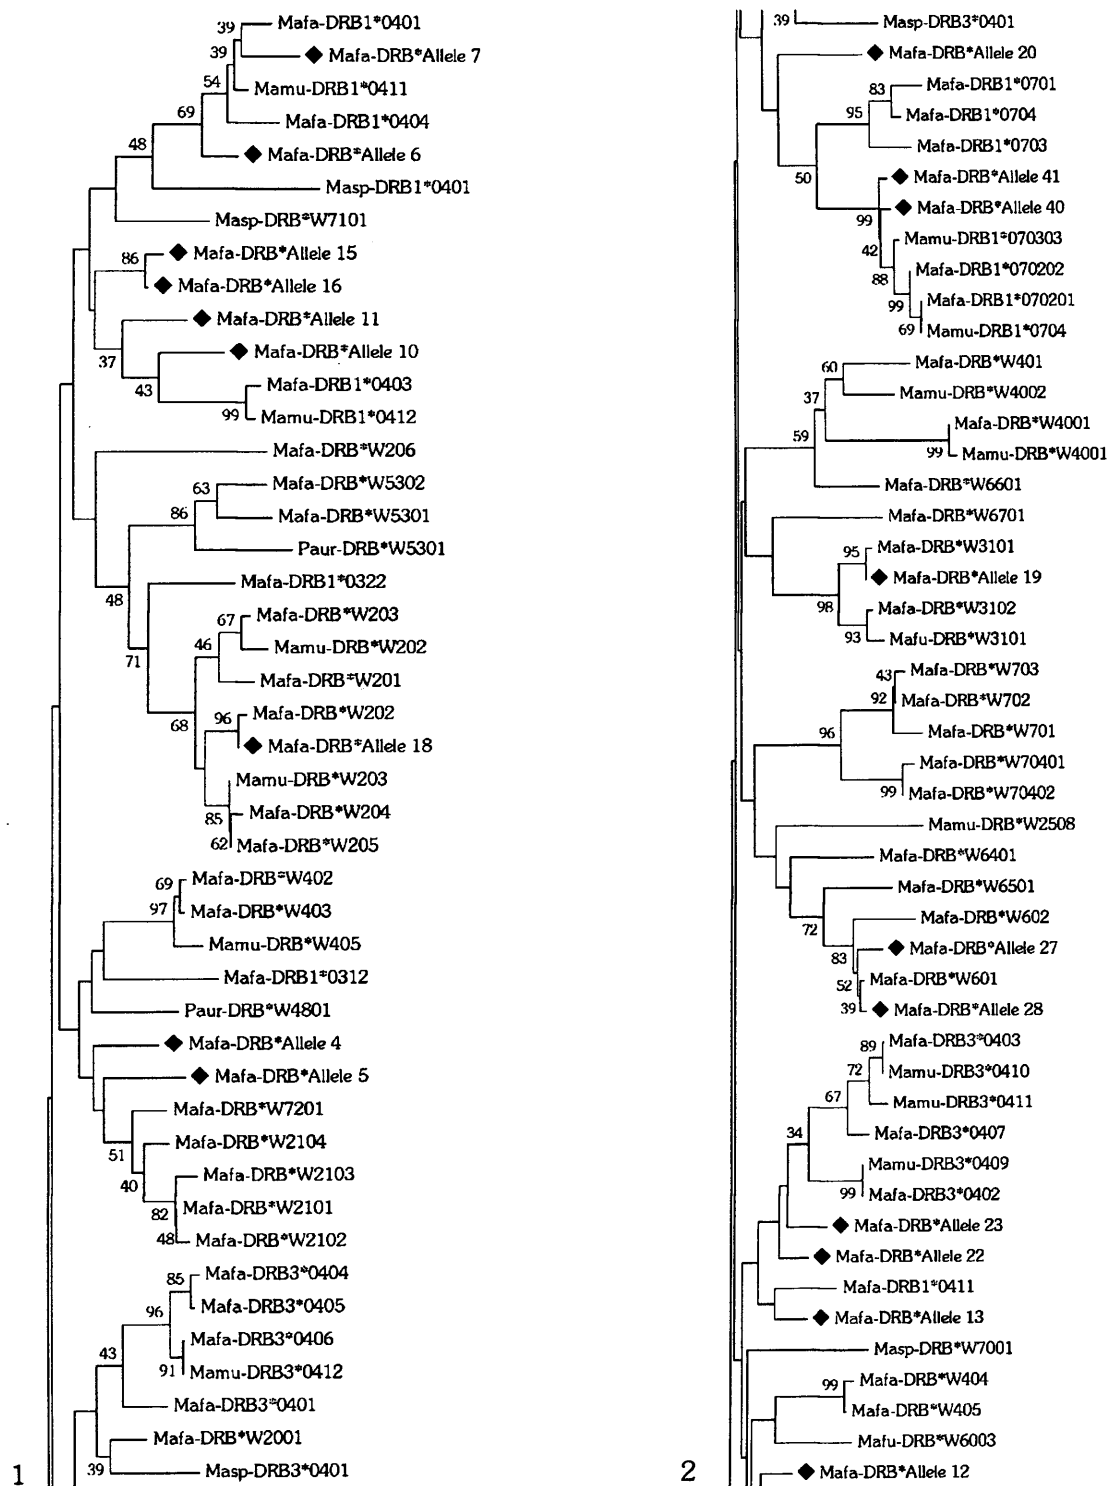 39 Mafa-DRB1*0401
39 ◆ Mafa-DRB*Allele 7
54 Mamu-DRB1*0411
69 Mafa-DRB1*0404
48 ◆ Mafa-DRB*Allele 6
Masp-DRB1*0401
Masp-DRB*W7101
86 ◆ Mafa-DRB*Allele 15
◆ Mafa-DRB*Allele 16
◆ Mafa-DRB*Allele 11
37 ◆ Mafa-DRB*Allele 10
43 Mafa-DRB1*0403
99 Mamu-DRB1*0412
Mafa-DRB*W206
63 Mafa-DRB*W5302
86 Mafa-DRB*W5301
Paur-DRB*W5301
48 Mafa-DRB1*0322
67 Mafa-DRB*W203
71 46 Mamu-DRB*W202
Mafa-DRB*W201
68 96 Mafa-DRB*W202
◆ Mafa-DRB*Allele 18
Mamu-DRB*W203
85 Mafa-DRB*W204
62 Mafa-DRB*W205
69 Mafa-DRB*W402
97 Mafa-DRB*W403
Mamu-DRB*W405
Mafa-DRB1*0312
Paur-DRB*W4801
◆ Mafa-DRB*Allele 4
◆ Mafa-DRB*Allele 5
Mafa-DRB*W7201
51 Mafa-DRB*W2104
40 Mafa-DRB*W2103
82 Mafa-DRB*W2101
48 Mafa-DRB*W2102
85 Mafa-DRB3*0404
96 Mafa-DRB3*0405
Mafa-DRB3*0406
43 91 Mamu-DRB3*0412
Mafa-DRB3*0401
Mafa-DRB*W2001
39 Masp-DRB3*0401
1
39 Masp-DRB3*0401
◆ Mafa-DRB*Allele 20
83 Mafa-DRB1*0701
95 Mafa-DRB1*0704
Mafa-DRB1*0703
50 ◆ Mafa-DRB*Allele 41
99 ◆ Mafa-DRB*Allele 40
42 Mamu-DRB1*070303
88 Mafa-DRB1*070202
99 Mafa-DRB1*070201
69 Mamu-DRB1*0704
60 Mafa-DRB*W401
37 Mamu-DRB*W4002
59 Mafa-DRB*W4001
99 Mamu-DRB*W4001
Mafa-DRB*W6601
Mafa-DRB*W6701
95 Mafa-DRB*W3101
◆ Mafa-DRB*Allele 19
98 Mafa-DRB*W3102
93 Mafu-DRB*W3101
43 Mafa-DRB*W703
92 Mafa-DRB*W702
96 Mafa-DRB*W701
Mafa-DRB*W70401
99 Mafa-DRB*W70402
Mamu-DRB*W2508
Mafa-DRB*W6401
Mafa-DRB*W6501
72 Mafa-DRB*W602
83 ◆ Mafa-DRB*Allele 27
52 Mafa-DRB*W601
39 ◆ Mafa-DRB*Allele 28
89 Mafa-DRB3*0403
72 Mamu-DRB3*0410
67 Mamu-DRB3*0411
34 Mafa-DRB3*0407
Mamu-DRB3*0409
99 Mafa-DRB3*0402
◆ Mafa-DRB*Allele 23
◆ Mafa-DRB*Allele 22
Mafa-DRB1*0411
◆ Mafa-DRB*Allele 13
Masp-DRB*W7001
99 Mafa-DRB*W404
Mafa-DRB*W405
Mafu-DRB*W6003
2 ◆ Mafa-DRB*Allele 12